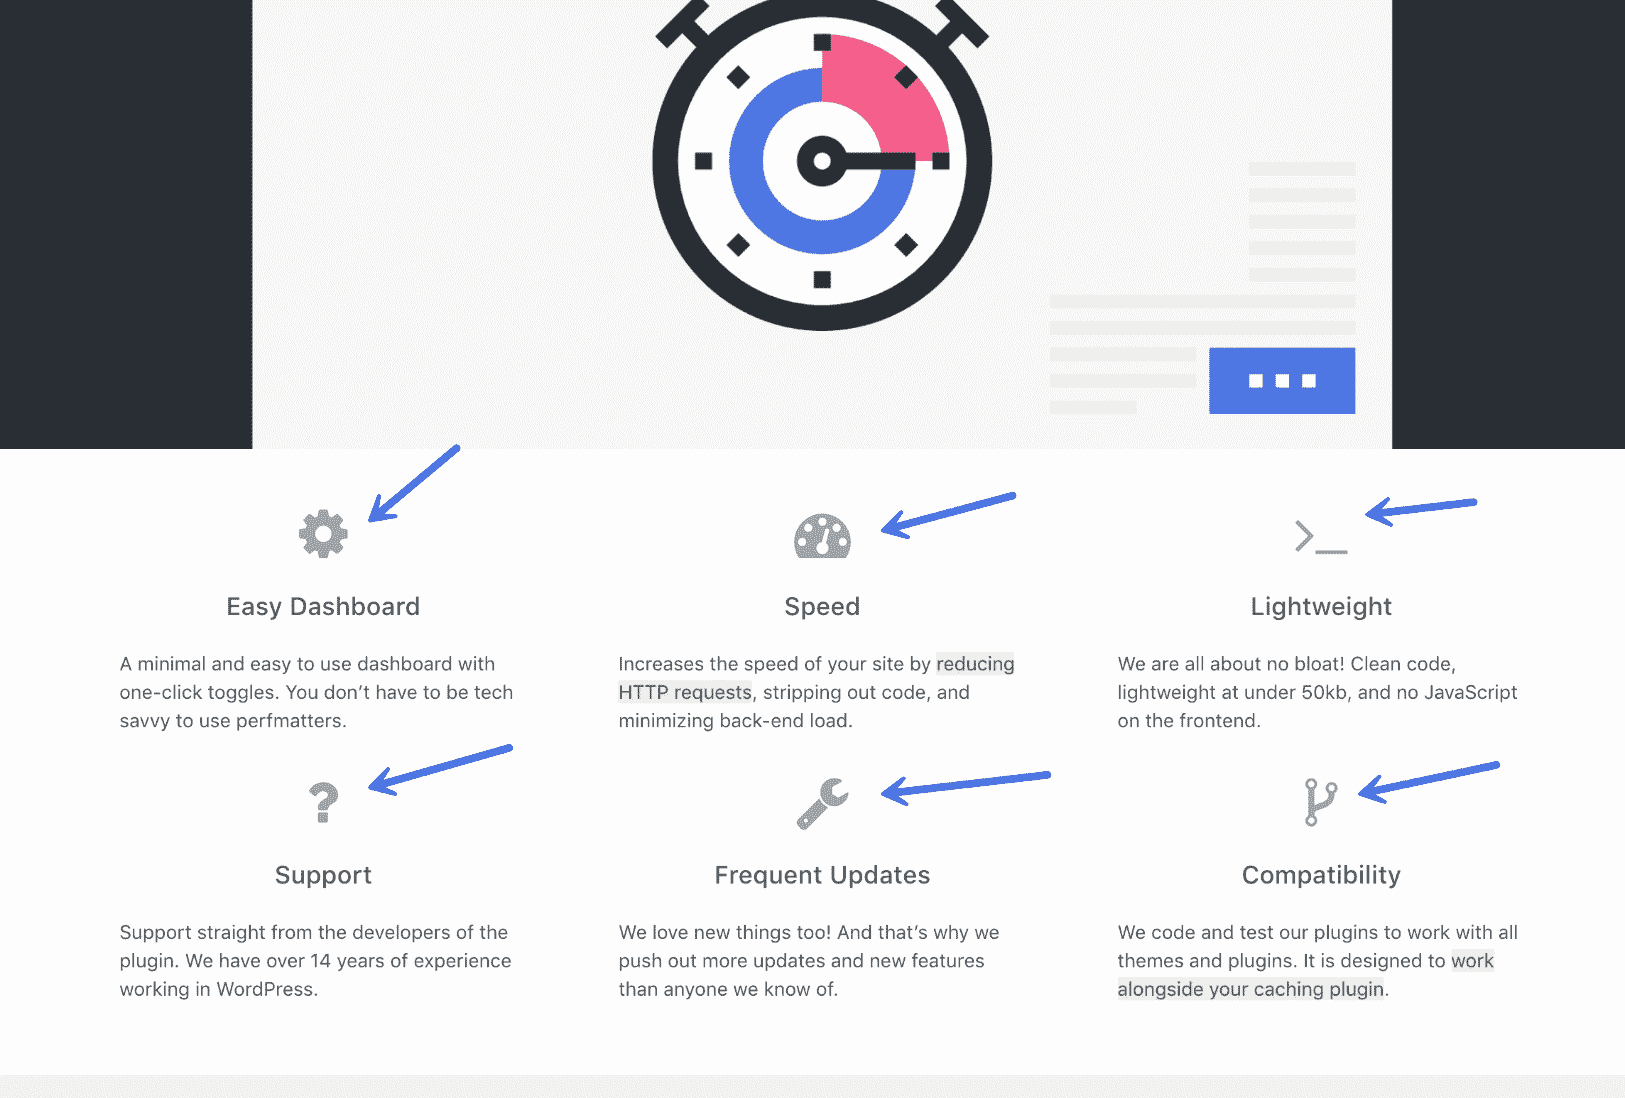 Easy Dashboard
A minimal and easy to use dashboard with
one-click toggles. You don’t have to be tech
savvy to use perfmatters.
Speed
Increases the speed of your site by reducing
HTTP requests, stripping out code, and
minimizing back-end load.
Lightweight
We are all about no bloat! Clean code,
lightweight at under 50kb, and no JavaScript
on the frontend.
Support
Support straight from the developers of the
plugin. We have over 14 years of experience
working in WordPress.
Frequent Updates
We love new things too! And that’s why we
push out more updates and new features
than anyone we know of.
Compatibility
We code and test our plugins to work with all
themes and plugins. It is designed to work
alongside your caching plugin.